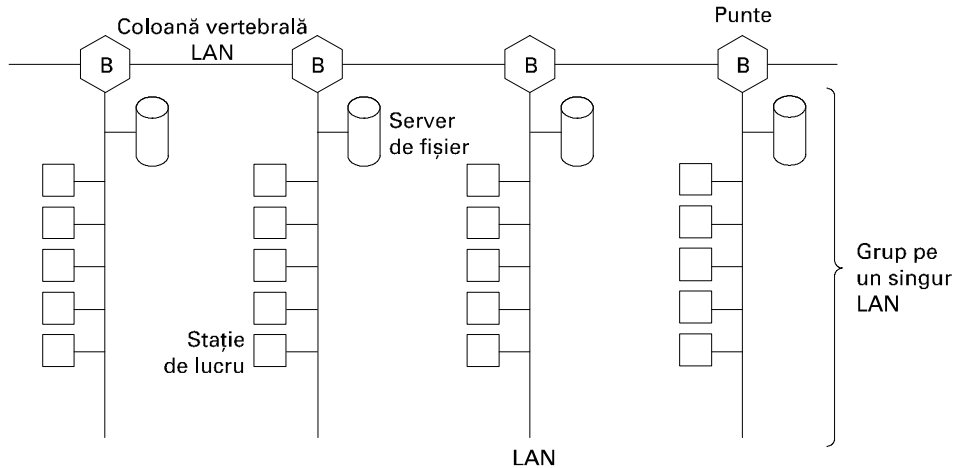 Punte
Coloană vertebrală
LAN
B
B
B
B
Server
de fișier
Grup pe
un singur
LAN
Stație
de lucru
LAN